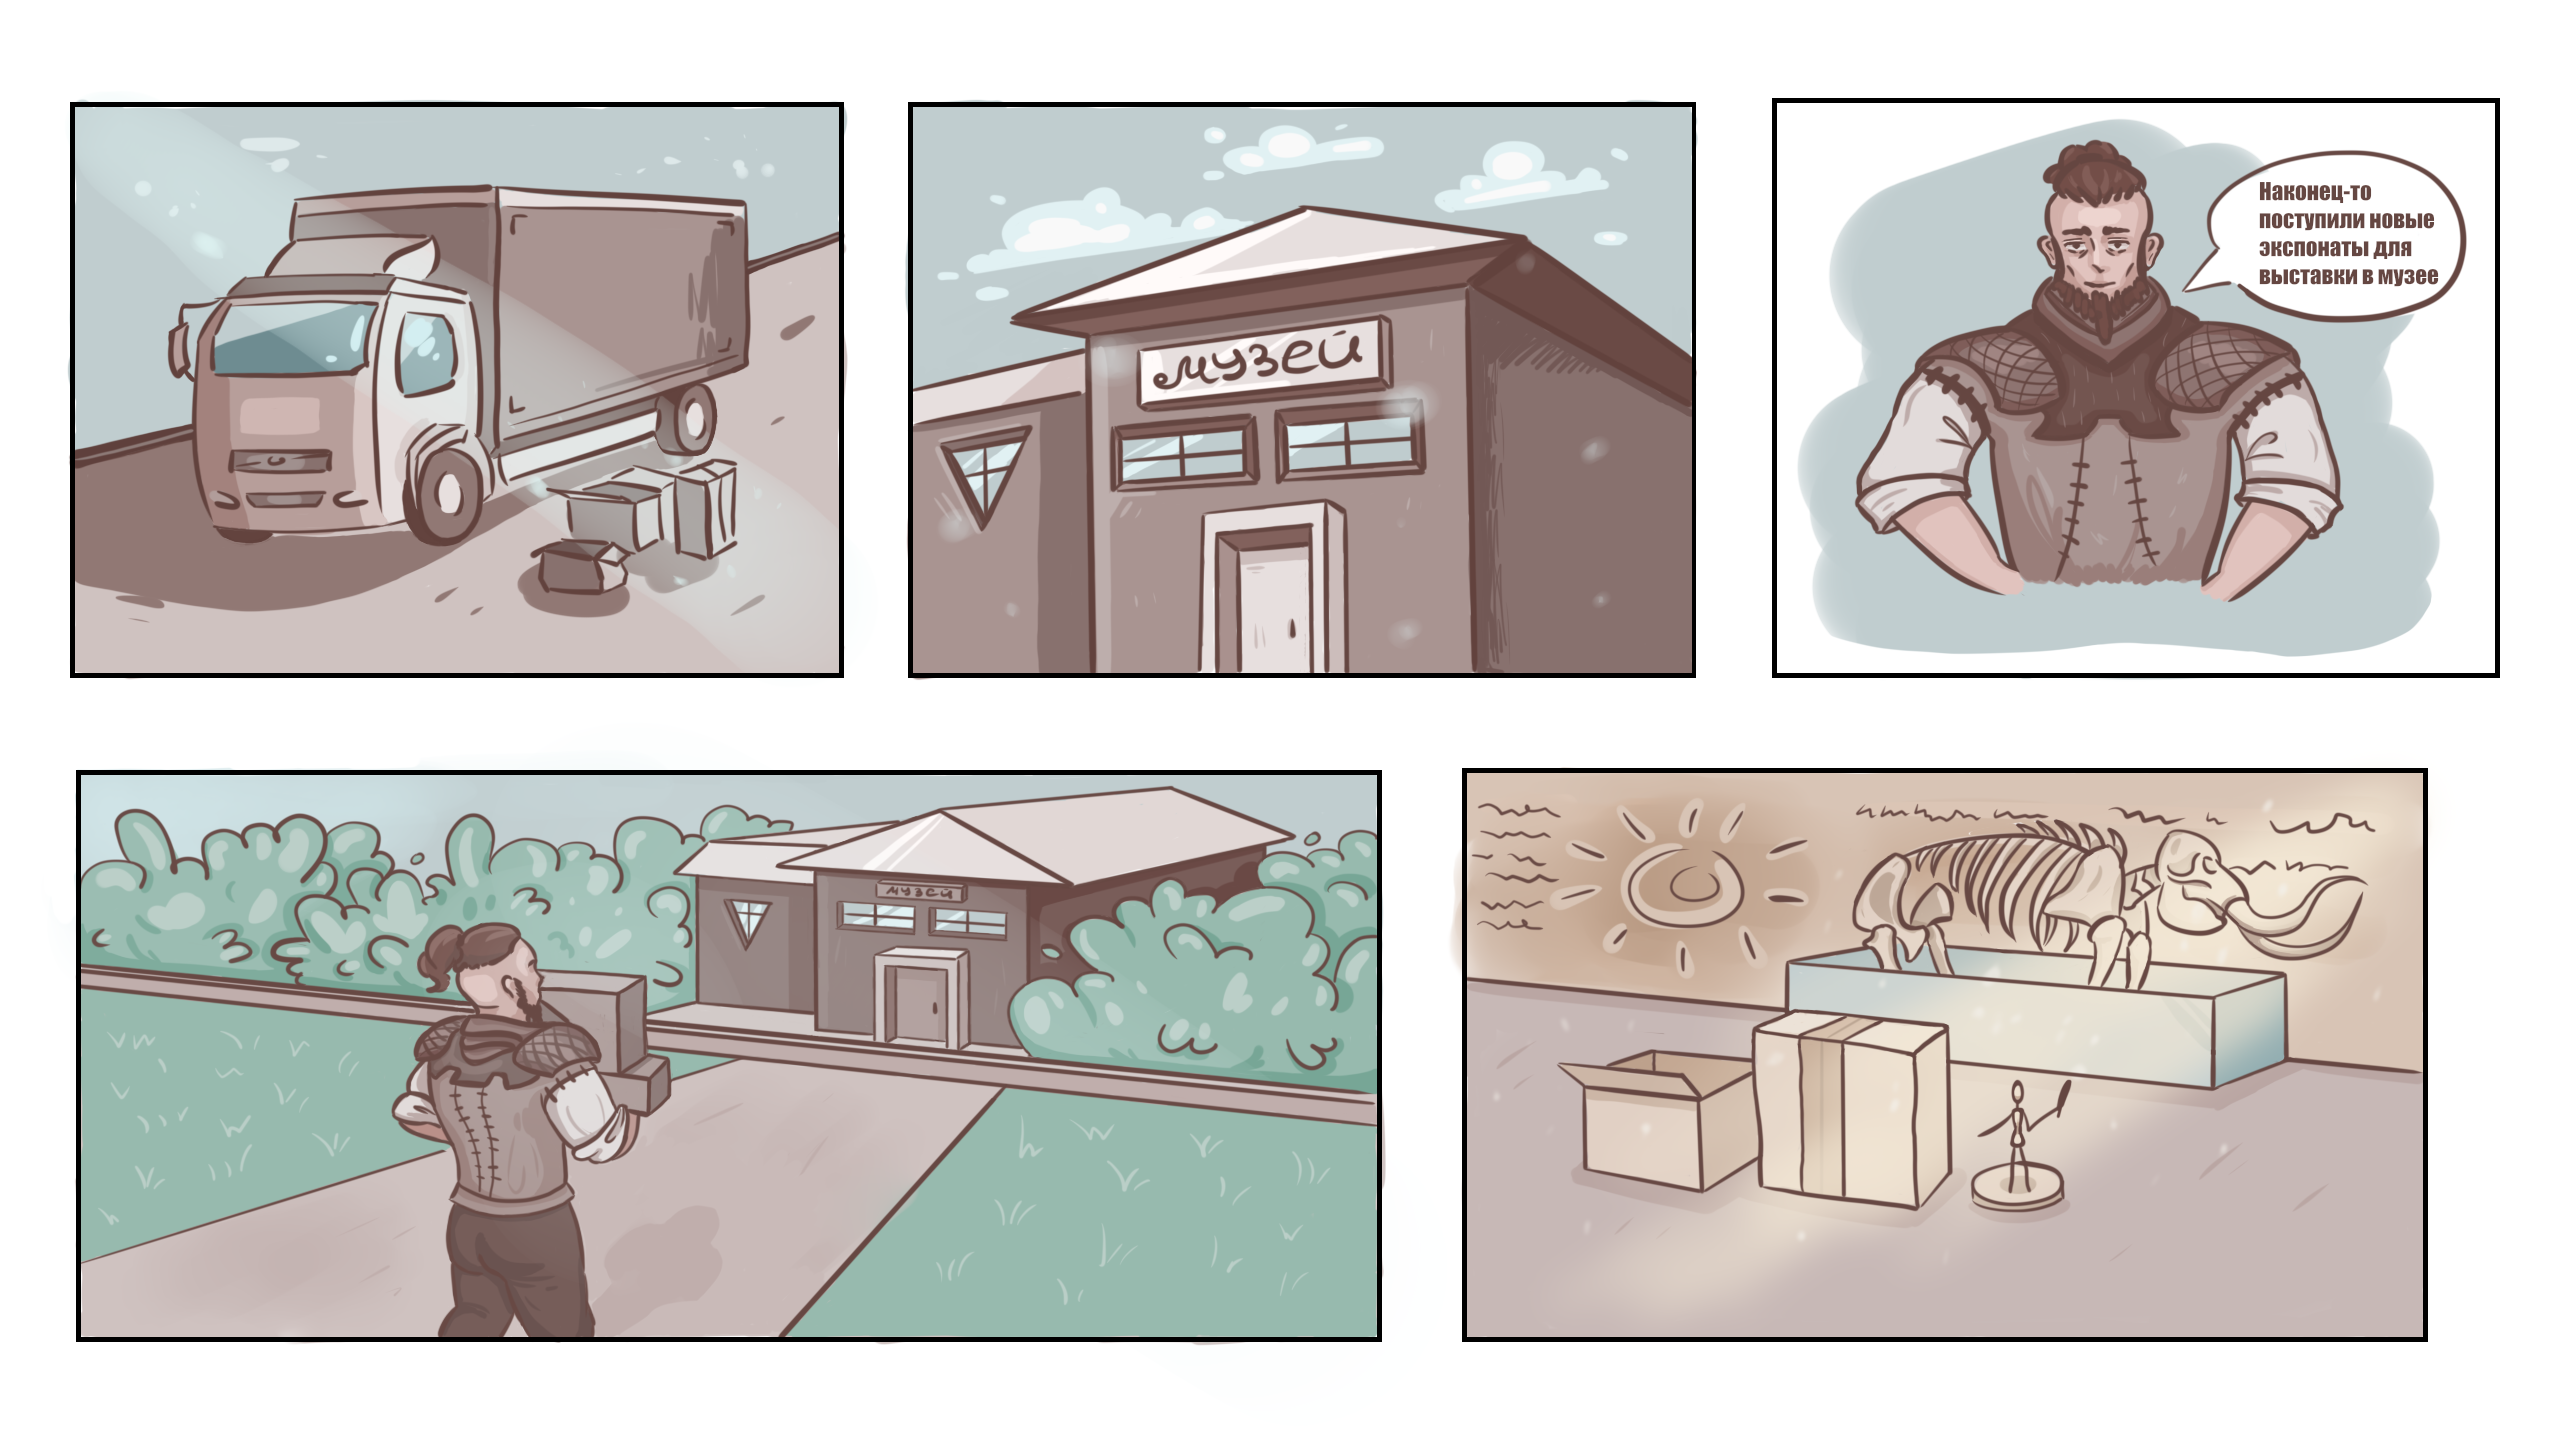 музей
Наконец-то
поступили новые
экспонаты для
выставки в музее
музей